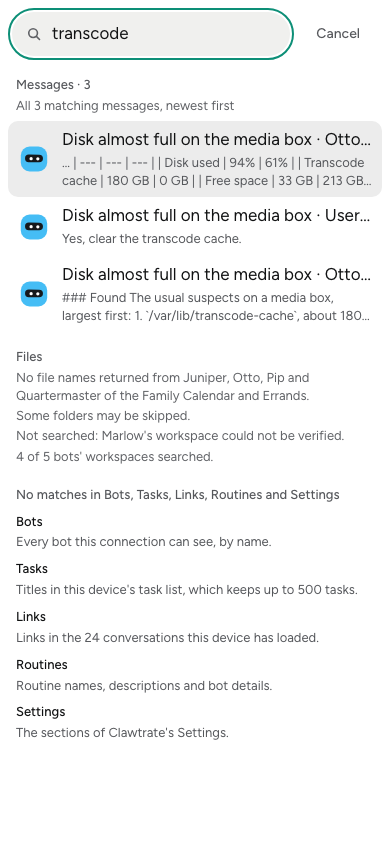 transcode
Cancel
Messages · 3
All 3 matching messages, newest first
Disk almost full on the media box · Otto...
... | --- | --- | --- | | Disk used | 94% | 61% | | Transcode
cache | 180 GB | 0 GB | | Free space | 33 GB | 213 GB...
Disk almost full on the media box · User...
Yes, clear the transcode cache.
Disk almost full on the media box · Otto...
### Found The usual suspects on a media box,
largest first: 1. `/var/lib/transcode-cache`, about 180...
Files
No file names returned from Juniper, Otto, Pip and
Quartermaster of the Family Calendar and Errands.
Some folders may be skipped.
Not searched: Marlow's workspace could not be verified.
4 of 5 bots' workspaces searched.
No matches in Bots, Tasks, Links, Routines and Settings
Bots
Every bot this connection can see, by name.
Tasks
Titles in this device's task list, which keeps up to 500 tasks.
Links
Links in the 24 conversations this device has loaded.
Routines
Routine names, descriptions and bot details.
Settings
The sections of Clawtrate's Settings.